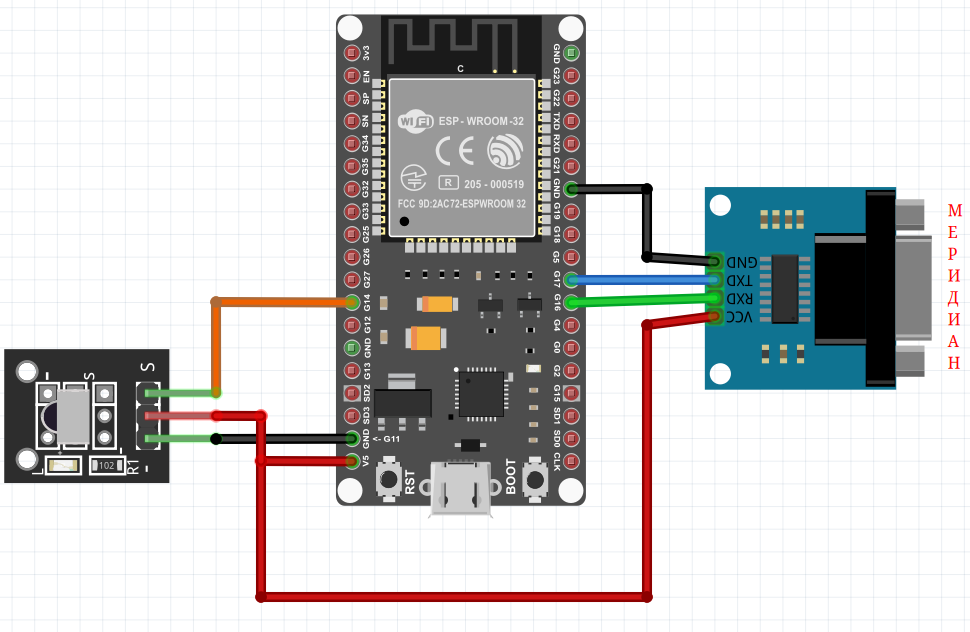 3v3
EN
SP
SN
G34
G35
G32
G33
G25
G26
G27
G14
G12
GND
G13
SD2
SD3
GND
V5
<- G11
C
WiFi ESP - WROOM -32
CE
R 205 - 000519
FCC 9D:2AC72-ESPWROOM 32
GND
G23
G22
TXD
RXD
G21
GND
G19
G18
G5
G17
G16
G4
G0
G2
G15
SD1
SD0
CLK
RST
BOOT
GND
TXD
RXD
VCC
МЕРИДИАН
-
S
S
L
102
R1
-